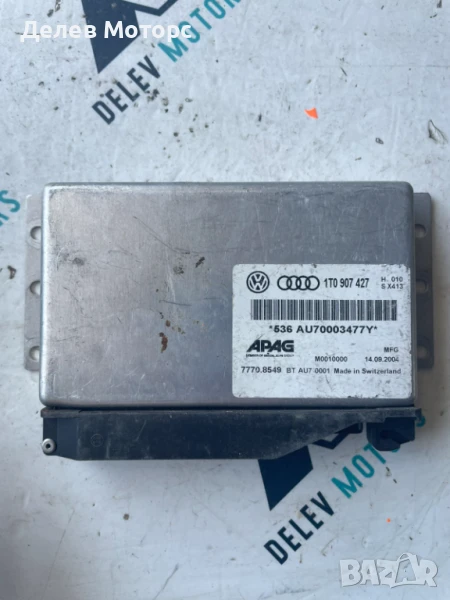 Делев Моторс
DELEV MOTORS
1T0 907 427
H. 010
S X413
*536 AU70003477Y*
APAG
MFG
M0010000 14.09.2004
7770.8549 BT AU7 0001 Made in Switzerland
DELEV MOTORS
BAZAR